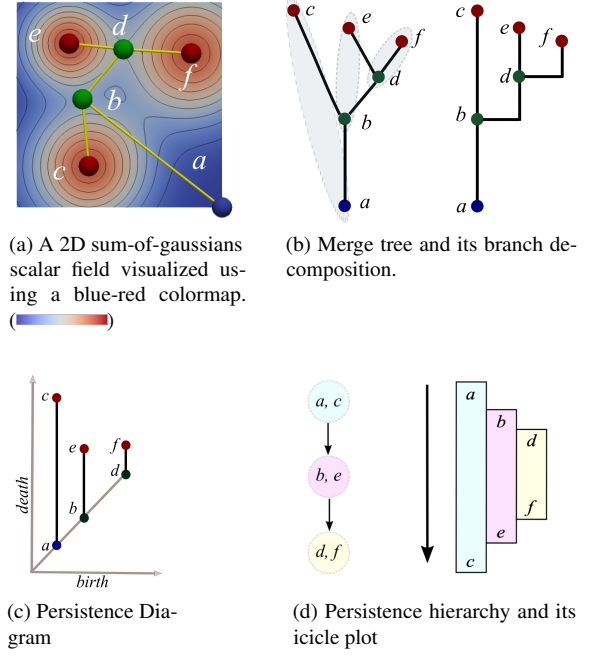 e
d
f
b
c
a
c
e
f
d
b
a
c
e
f
d
b
a
(a) A 2D sum-of-gaussians
scalar field visualized us-
ing a blue-red colormap.
( )
(b) Merge tree and its branch de-
composition.
death
c
e
f
d
b
a
birth
(c) Persistence Dia-
gram
a, c
b, e
d, f
a
b
d
f
e
c
(d) Persistence hierarchy and its
icicle plot